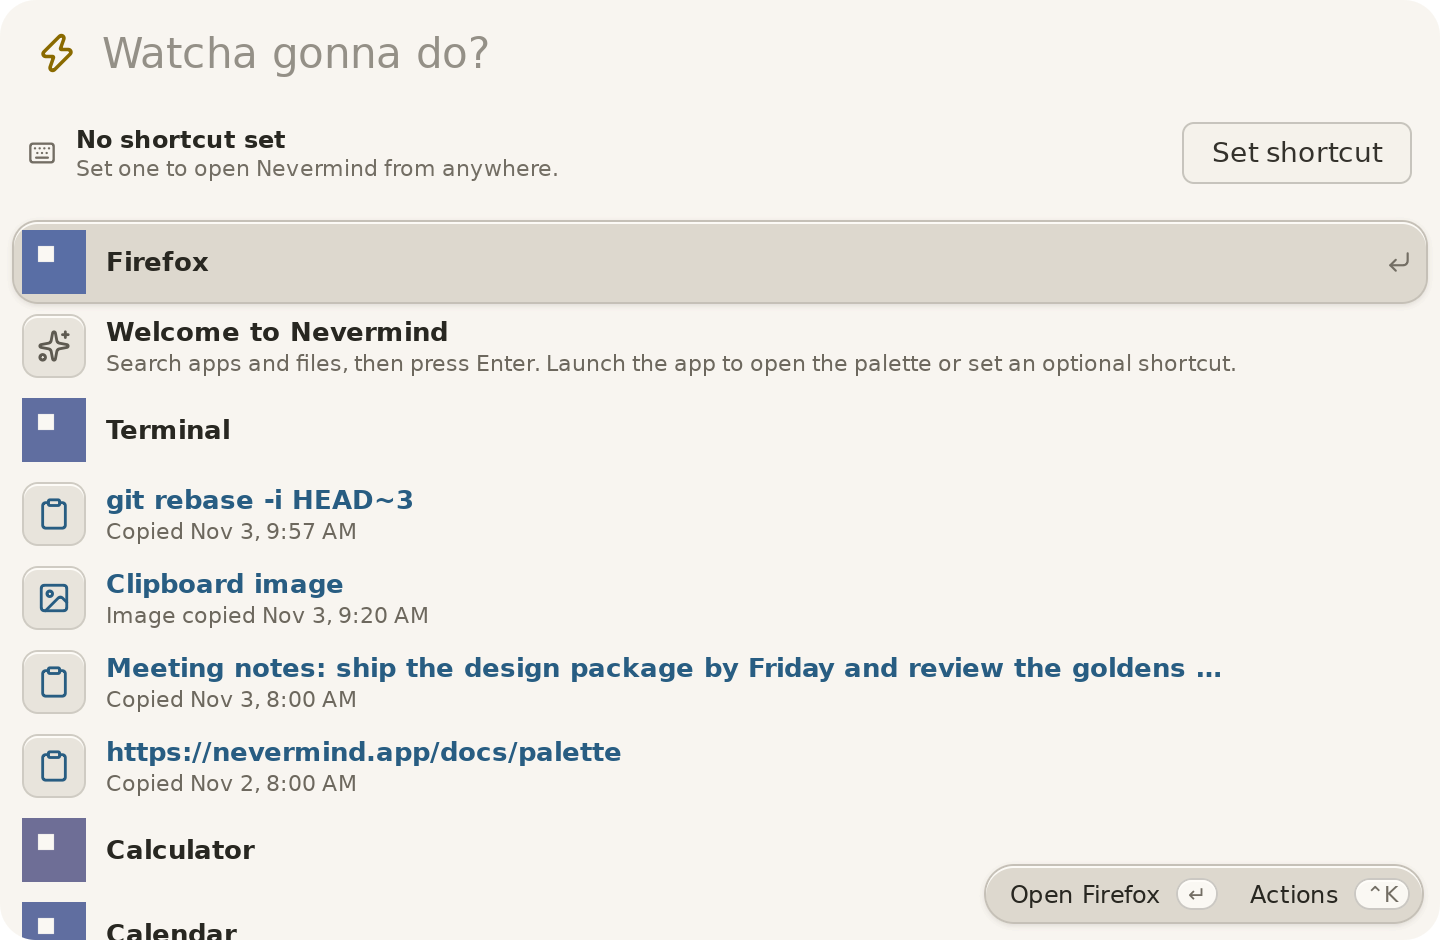 Watcha gonna do?
No shortcut set
Set one to open Nevermind from anywhere.
Set shortcut
Firefox
Welcome to Nevermind
Search apps and files, then press Enter. Launch the app to open the palette or set an optional shortcut.
Terminal
git rebase -i HEAD~3
Copied Nov 3, 9:57 AM
Clipboard image
Image copied Nov 3, 9:20 AM
Meeting notes: ship the design package by Friday and review the goldens …
Copied Nov 3, 8:00 AM
https://nevermind.app/docs/palette
Copied Nov 2, 8:00 AM
Calculator
Open Firefox ↵ Actions ⌃K
Calendar